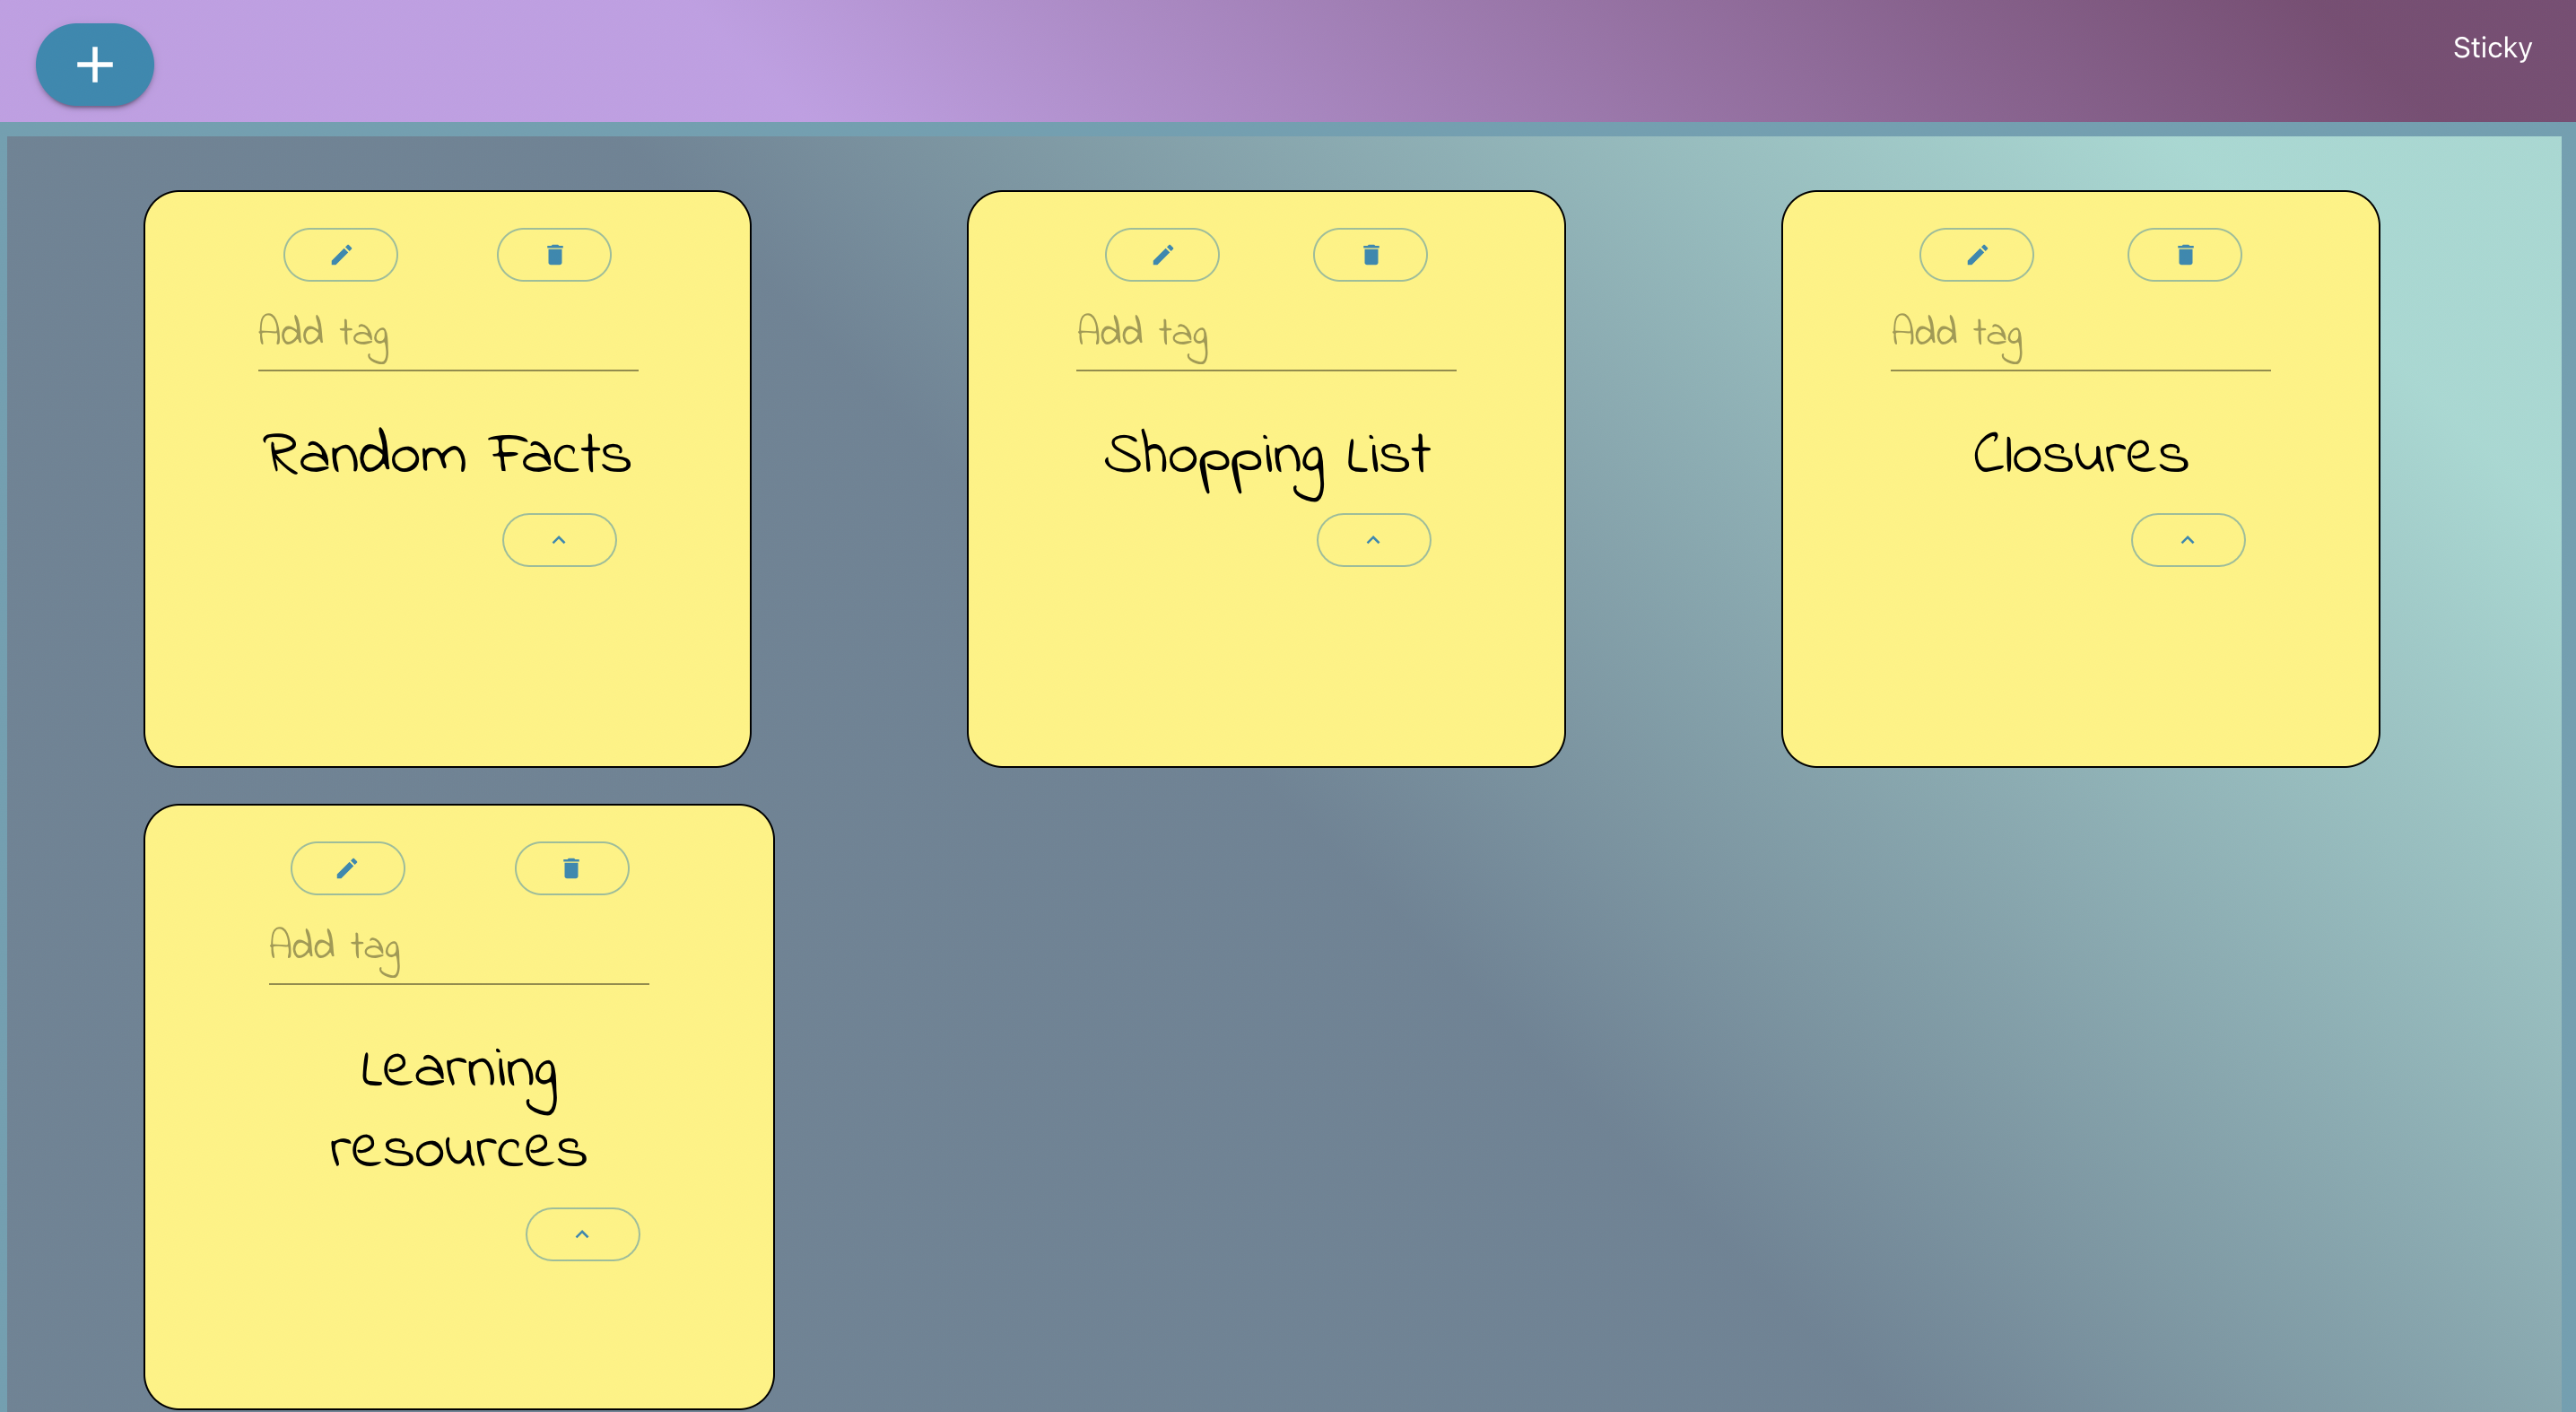 Sticky
Add tag
Random Facts
Add tag
Shopping List
Add tag
Closures
Add tag
Learning
resources